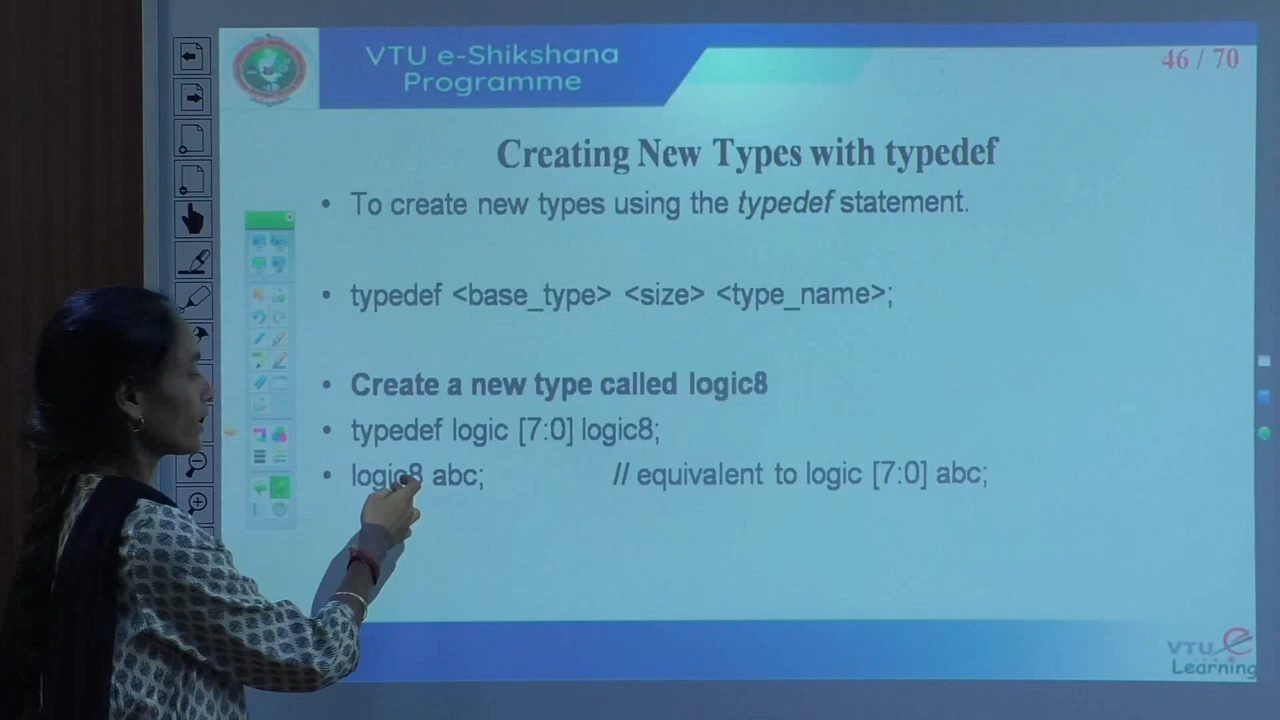 VTU e-Shikshana
Programme
46 / 70
Creating New Types with typedef
• To create new types using the typedef statement.
• typedef <base_type> <size> <type_name>;
• Create a new type called logic8
• typedef logic [7:0] logic8;
• logic8 abc; // equivalent to logic [7:0] abc;
VTU e
Learning